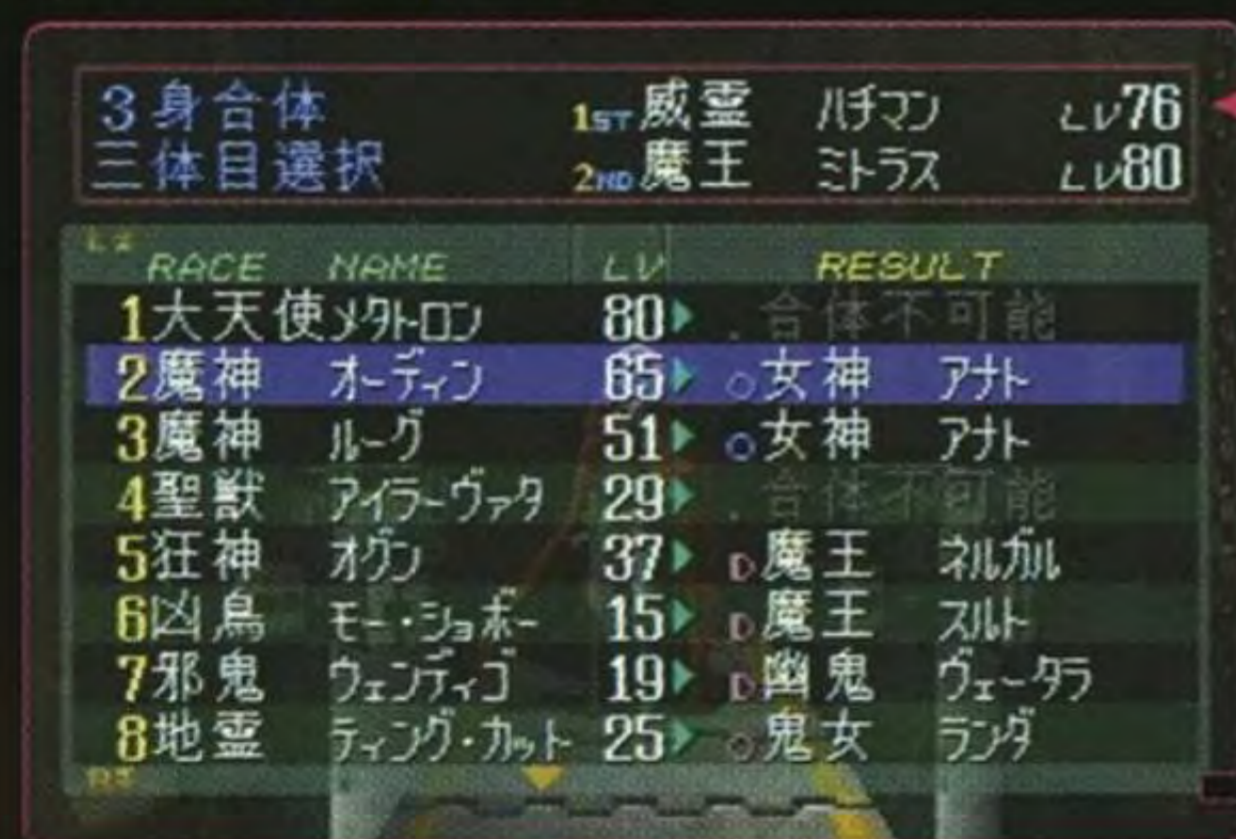 3身合体 1ST 威霊 ハチマン LV76
三体目選択 2ND 魔王 ミトラス LV80
RACE NAME LV RESULT
1 大天使 メタトロン 80 合体不可能
2 魔神 オーディン 65 ○ 女神 アナト
3 魔神 ルーグ 51 ○ 女神 アナト
4 聖獣 アイラーヴァタ 29 合体不可能
5 狂神 オグン 37 D 魔王 ネルガル
6 凶鳥 モー・ショボー 15 D 魔王 スルト
7 邪鬼 ウェンディゴ 19 D 幽鬼 ヴェータラ
8 地霊 ティング・カット 25 ○ 鬼女 ランダ